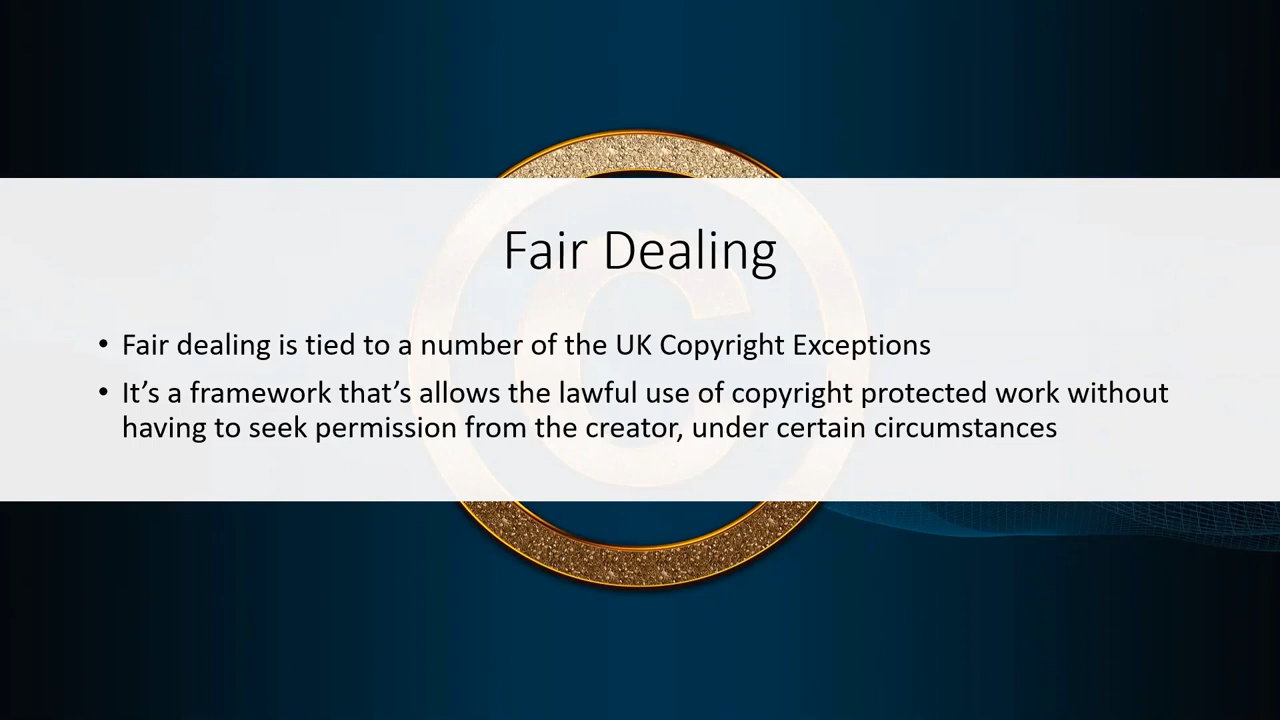 Fair Dealing
• Fair dealing is tied to a number of the UK Copyright Exceptions
• It’s a framework that’s allows the lawful use of copyright protected work without
having to seek permission from the creator, under certain circumstances